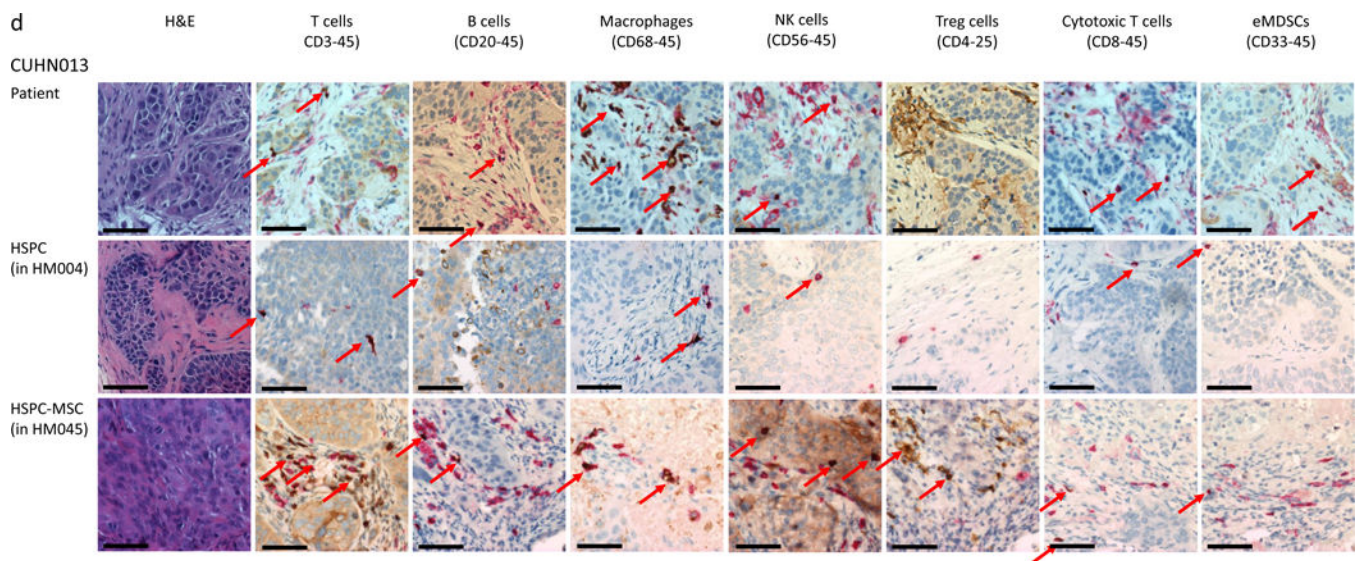 d
H&E
T cells
CD3-45)
B cells
(CD20-45)
Macrophages
(CD68-45)
NK cells
(CD56-45)
Treg cells
(CD4-25)
Cytotoxic T cells
(CD8-45)
eMDSCs
(CD33-45)
CUHN013
Patient
HSPC
(in HM004)
HSPC-MSC
(in HM045)